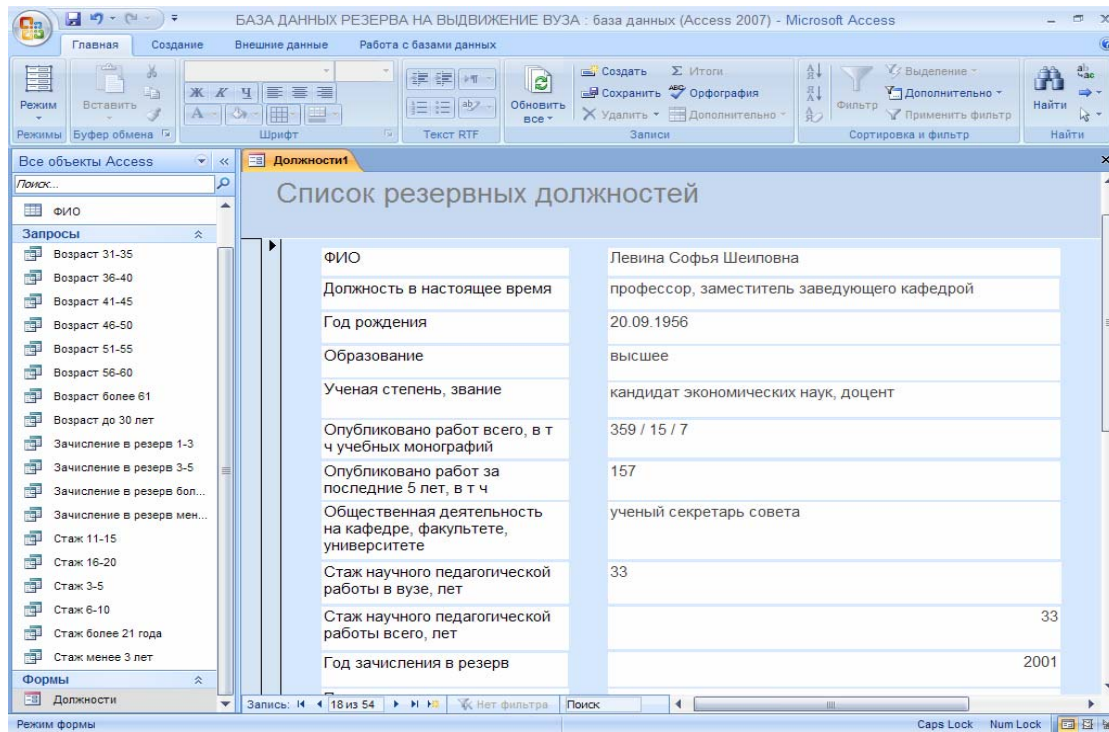 БАЗА ДАННЫХ РЕЗЕРВА НА ВЫДВИЖЕНИЕ ВУЗА : база данных (Access 2007) - Microsoft Access
Главная Создание Внешние данные Работа с базами данных
Режим
Вставить
Ж К Ч
Обновить все
Создать
Сохранить
Удалить
Итоги
Орфография
Дополнительно
Фильтр
Выделение
Дополнительно
Применить фильтр
Найти
Режимы Буфер обмена Шрифт Текст RTF Записи Сортировка и фильтр Найти
Все объекты Access
Поиск...
ФИО
Запросы
Возраст 31-35
Возраст 36-40
Возраст 41-45
Возраст 46-50
Возраст 51-55
Возраст 56-60
Возраст более 61
Возраст до 30 лет
Зачисление в резерв 1-3
Зачисление в резерв 3-5
Зачисление в резерв бол...
Зачисление в резерв мен...
Стаж 11-15
Стаж 16-20
Стаж 3-5
Стаж 6-10
Стаж более 21 года
Стаж менее 3 лет
Формы
Должности
Должности1
Список резервных должностей
ФИО Левина Софья Шеиповна
Должность в настоящее время профессор, заместитель заведующего кафедрой
Год рождения 20.09.1956
Образование высшее
Ученая степень, звание кандидат экономических наук, доцент
Опубликовано работ всего, в т 359 / 15 / 7
ч учебных монографий
Опубликовано работ за 157
последние 5 лет, в т ч
Общественная деятельность ученый секретарь совета
на кафедре, факультете,
университете
Стаж научного педагогической 33
работы в вузе, лет
Стаж научного педагогической 33
работы всего, лет
Год зачисления в резерв 2001
Запись: 18 из 54 Нет фильтра Поиск
Режим формы Caps Lock Num Lock